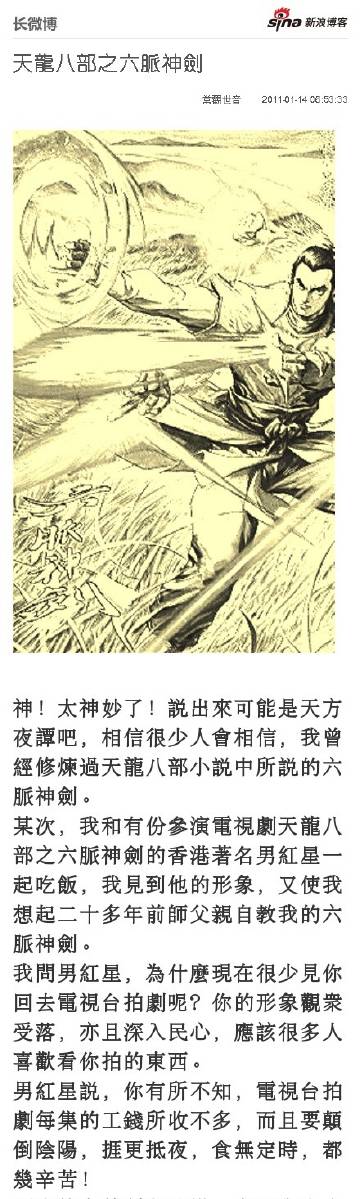 长微博
sina 新浪博客
天龍八部之六脈神劍
2011-01-14 06:53:33
六脈神劍
神！太神妙了！説出來可能是天方
夜譚吧，相信很少人會相信，我曾
經修煉過天龍八部小説中所説的六
脈神劍。
某次，我和有份參演電視劇天龍八
部之六脈神劍的香港著名男紅星一
起吃飯，我見到他的形象，又使我
想起二十多年前師父親自教我的六
脈神劍。
我問男紅星，為什麼現在很少見你
回去電視台拍劇呢？你的形象觀衆
受落，亦且深入民心，應該很多人
喜歡看你拍的東西。
男紅星説，你有所不知，電視台拍
劇每集的工錢所收不多，而且要顛
倒陰陽，捱更抵夜，食無定時，都
幾辛苦！